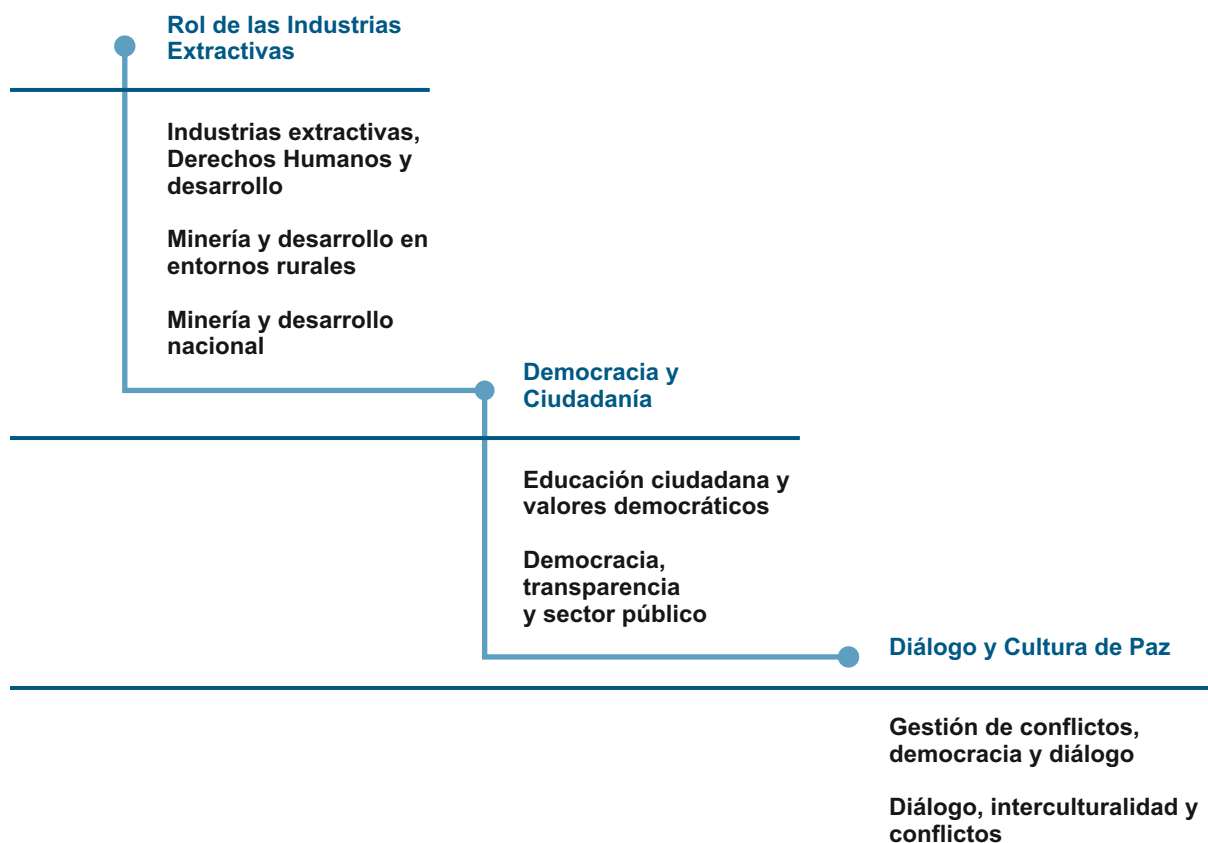 Rol de las Industrias
Extractivas
Industrias extractivas,
Derechos Humanos y
desarrollo
Minería y desarrollo en
entornos rurales
Minería y desarrollo
nacional
Democracia y
Ciudadanía
Educación ciudadana y
valores democráticos
Democracia,
transparencia
y sector público
Diálogo y Cultura de Paz
Gestión de conflictos,
democracia y diálogo
Diálogo, interculturalidad y
conflictos